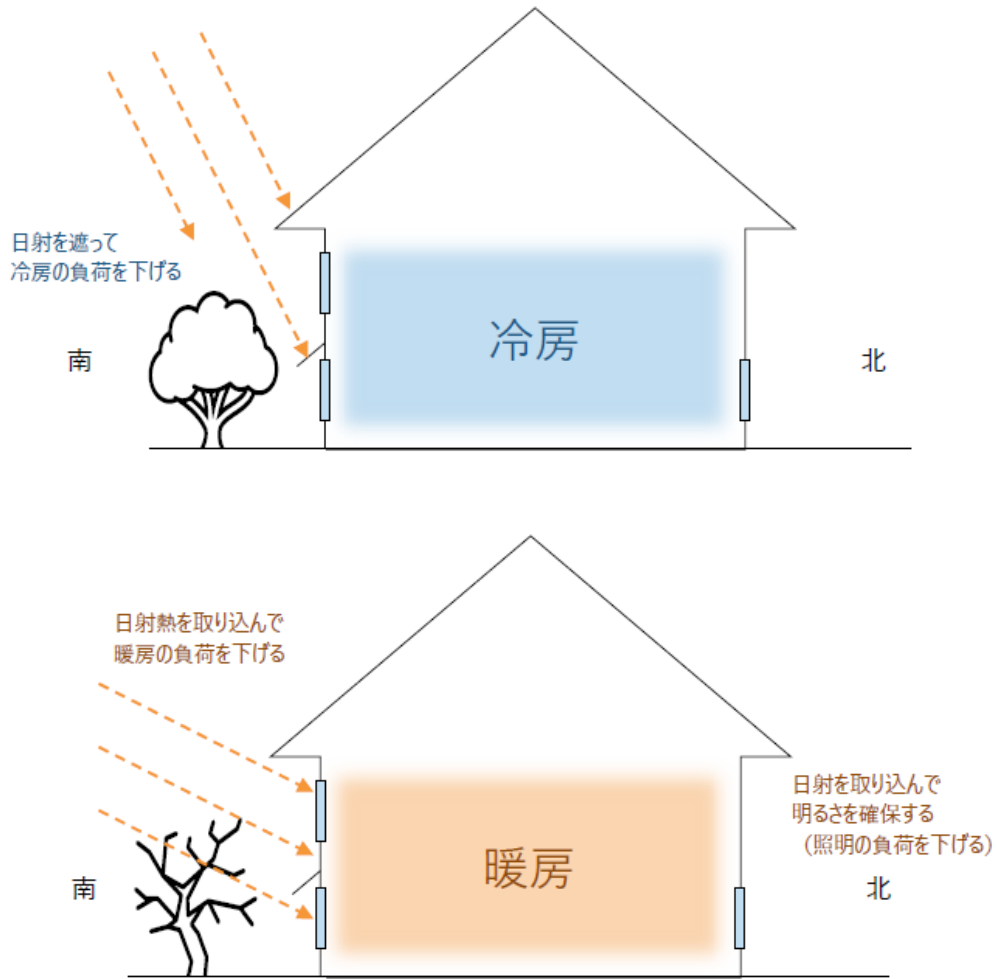 日射を遮って
冷房の負荷を下げる
冷房
南
北
日射熱を取り込んで
暖房の負荷を下げる
日射を取り込んで
明るさを確保する
（照明の負荷を下げる）
暖房
南
北